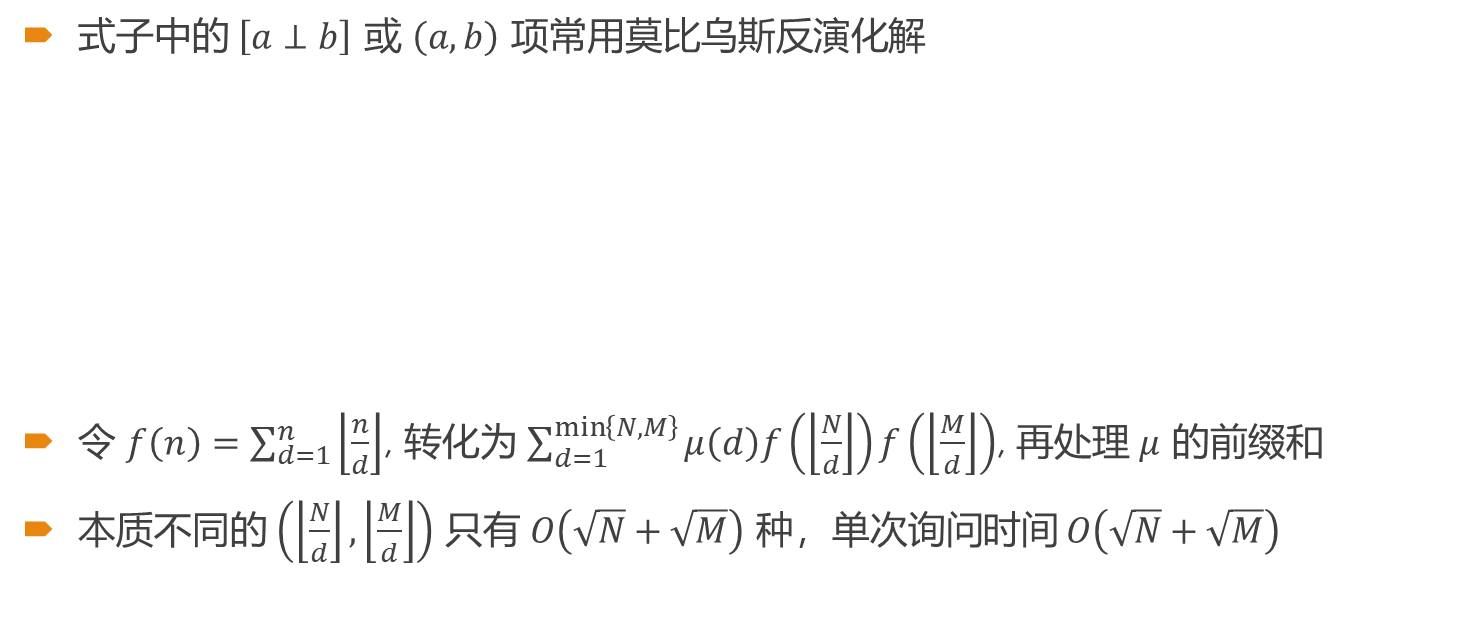 式子中的 [a ⊥ b] 或 (a, b) 项常用莫比乌斯反演化解
令 f(n) = ∑_{d=1}^{n} ⌊n/d⌋, 转化为 ∑_{d=1}^{min{N,M}} μ(d) f(⌊N/d⌋) f(⌊M/d⌋), 再处理 μ 的前缀和
本质不同的 (⌊N/d⌋, ⌊M/d⌋) 只有 O(√N + √M) 种，单次询问时间 O(√N + √M)